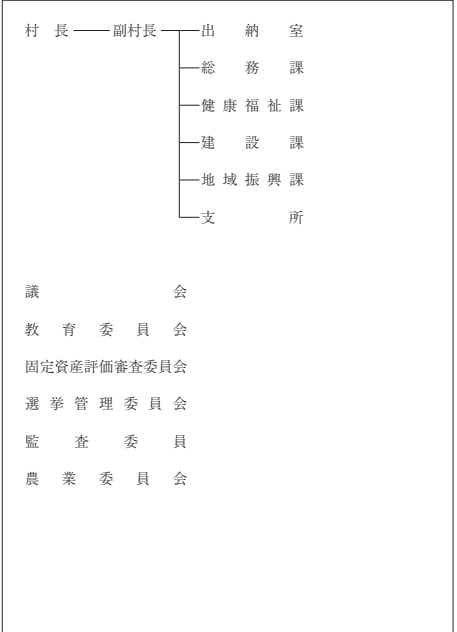 村長 副村長 出納室
総務課
健康福祉課
建設課
地域振興課
支所
議会
教育委員会
固定資産評価審査委員会
選挙管理委員会
監査委員
農業委員会